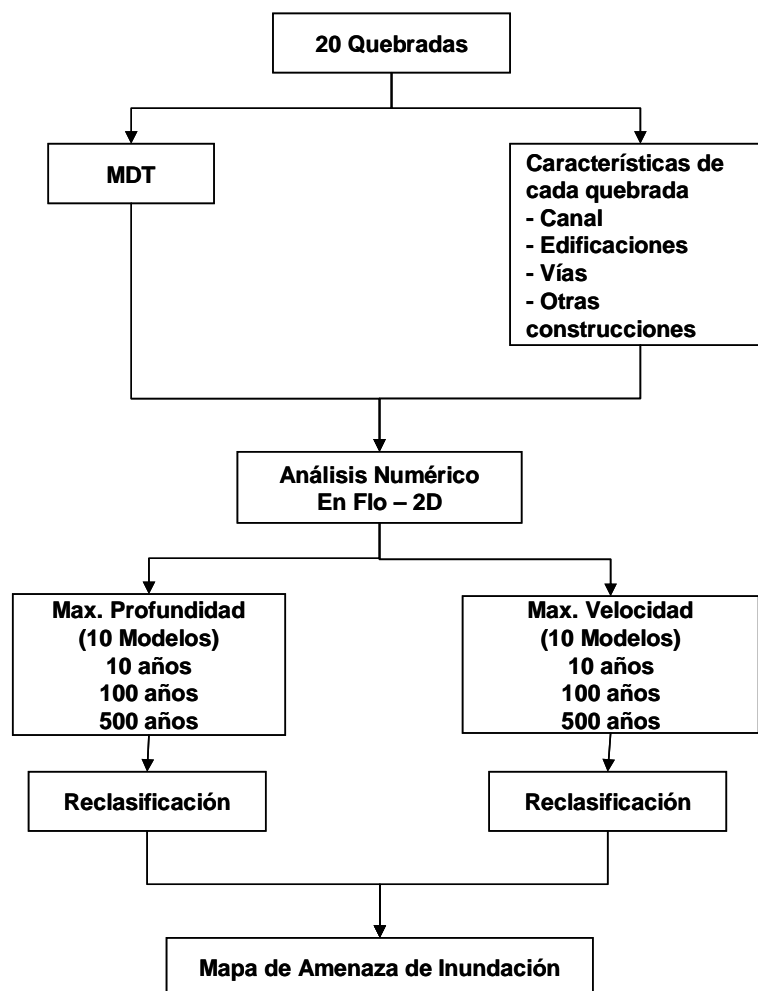 20 Quebradas
MDT
Características de
cada quebrada
- Canal
- Edificaciones
- Vías
- Otras
construcciones
Análisis Numérico
En Flo – 2D
Max. Profundidad
(10 Modelos)
10 años
100 años
500 años
Max. Velocidad
(10 Modelos)
10 años
100 años
500 años
Reclasificación
Reclasificación
Mapa de Amenaza de Inundación